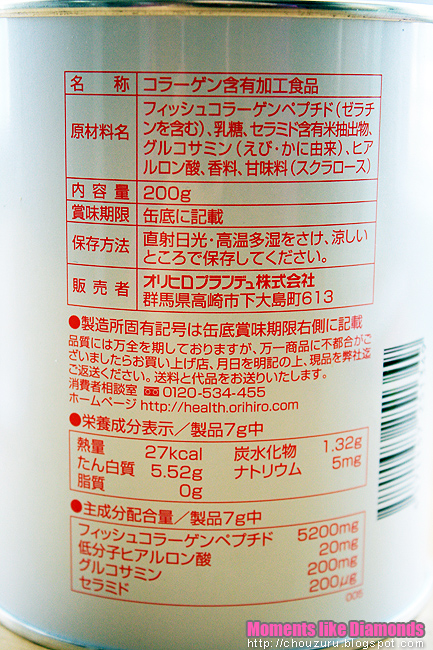 名称 コラーゲン含有加工食品
原材料名 フィッシュコラーゲンペプチド(ゼラチ
ンを含む)、乳糖、セラミド含有米抽出物、
グルコサミン(えび・かに由来)、ヒア
ルロン酸、香料、甘味料(スクラロース)
内容量 200g
賞味期限 缶底に記載
保存方法 直射日光・高温多湿をさけ、涼しい
ところで保存してください。
販売者 オリヒロプランデュ株式会社
群馬県高崎市下大島町613
●製造所固有記号は缶底賞味期限右側に記載
品質には万全を期しておりますが、万一商品に不都合がご
ざいましたらお買い上げ店、月日を明記の上、現品を弊社迄
ご返送ください。送料と代品をお送りいたします。
消費者相談室 0120-534-455
ホームページ http://health.orihiro.com
●栄養成分表示/製品7g中
熱量 27kcal 炭水化物 1.32g
たん白質 5.52g ナトリウム 5mg
脂質 0g
●主成分配合量/製品7g中
フィッシュコラーゲンペプチド 5200mg
低分子ヒアルロン酸 20mg
グルコサミン 200mg
セラミド 200μg
005
Moments like Diamonds
http://chouzuru.blogspot.com